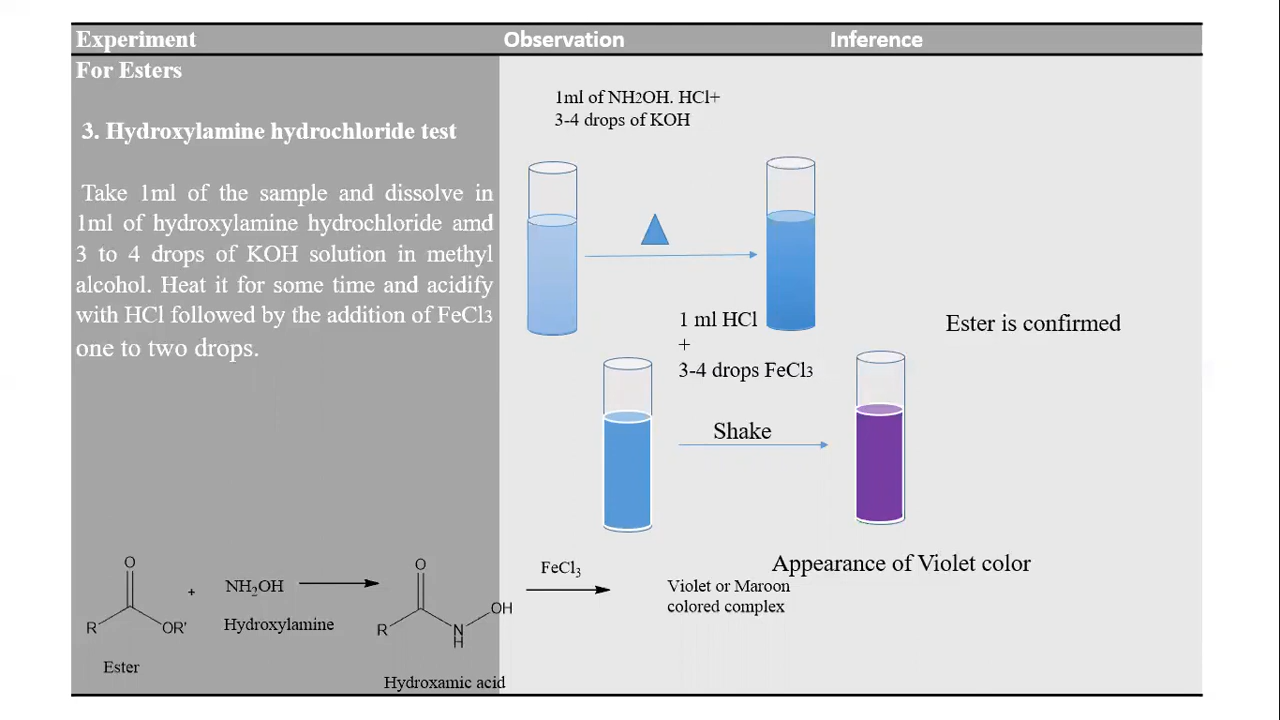 Experiment Observation Inference
For Esters
3. Hydroxylamine hydrochloride test
Take 1ml of the sample and dissolve in
1ml of hydroxylamine hydrochloride amd
3 to 4 drops of KOH solution in methyl
alcohol. Heat it for some time and acidify
with HCl followed by the addition of FeCl3
one to two drops.
1ml of NH2OH. HCl+
3-4 drops of KOH
1 ml HCl
+
3-4 drops FeCl3
Shake
Ester is confirmed
Appearance of Violet color
O
R
OR'
Ester
+
NH2OH
Hydroxylamine
O
R
N
H
OH
Hydroxamic acid
FeCl3
Violet or Maroon
colored complex